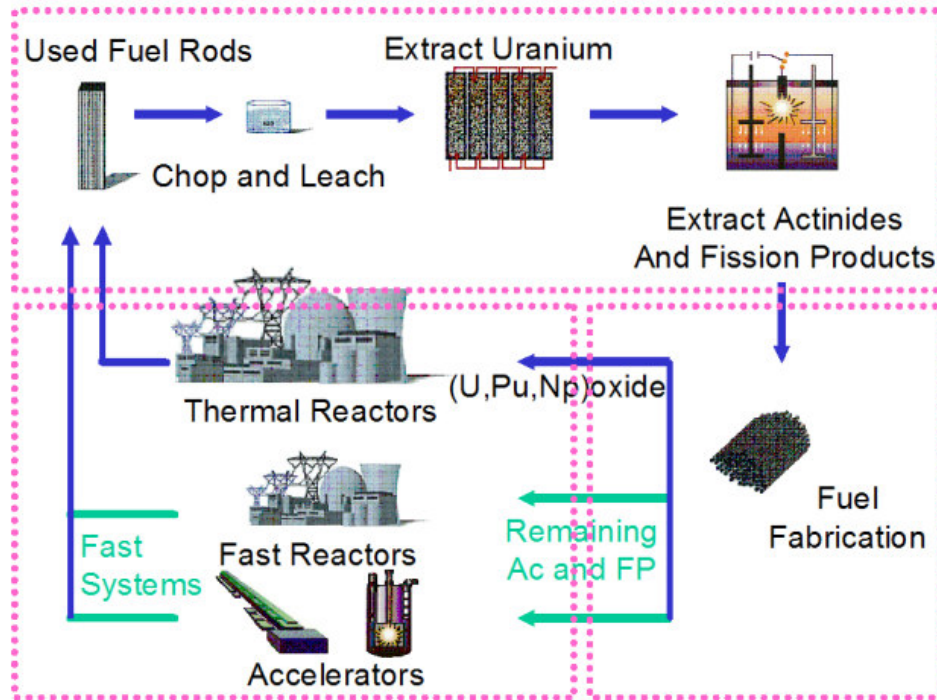 Used Fuel Rods
Extract Uranium
Chop and Leach
Extract Actinides
And Fission Products
Thermal Reactors
(U,Pu,Np)oxide
Fuel
Fabrication
Fast
Systems
Fast Reactors
Remaining
Ac and FP
Accelerators